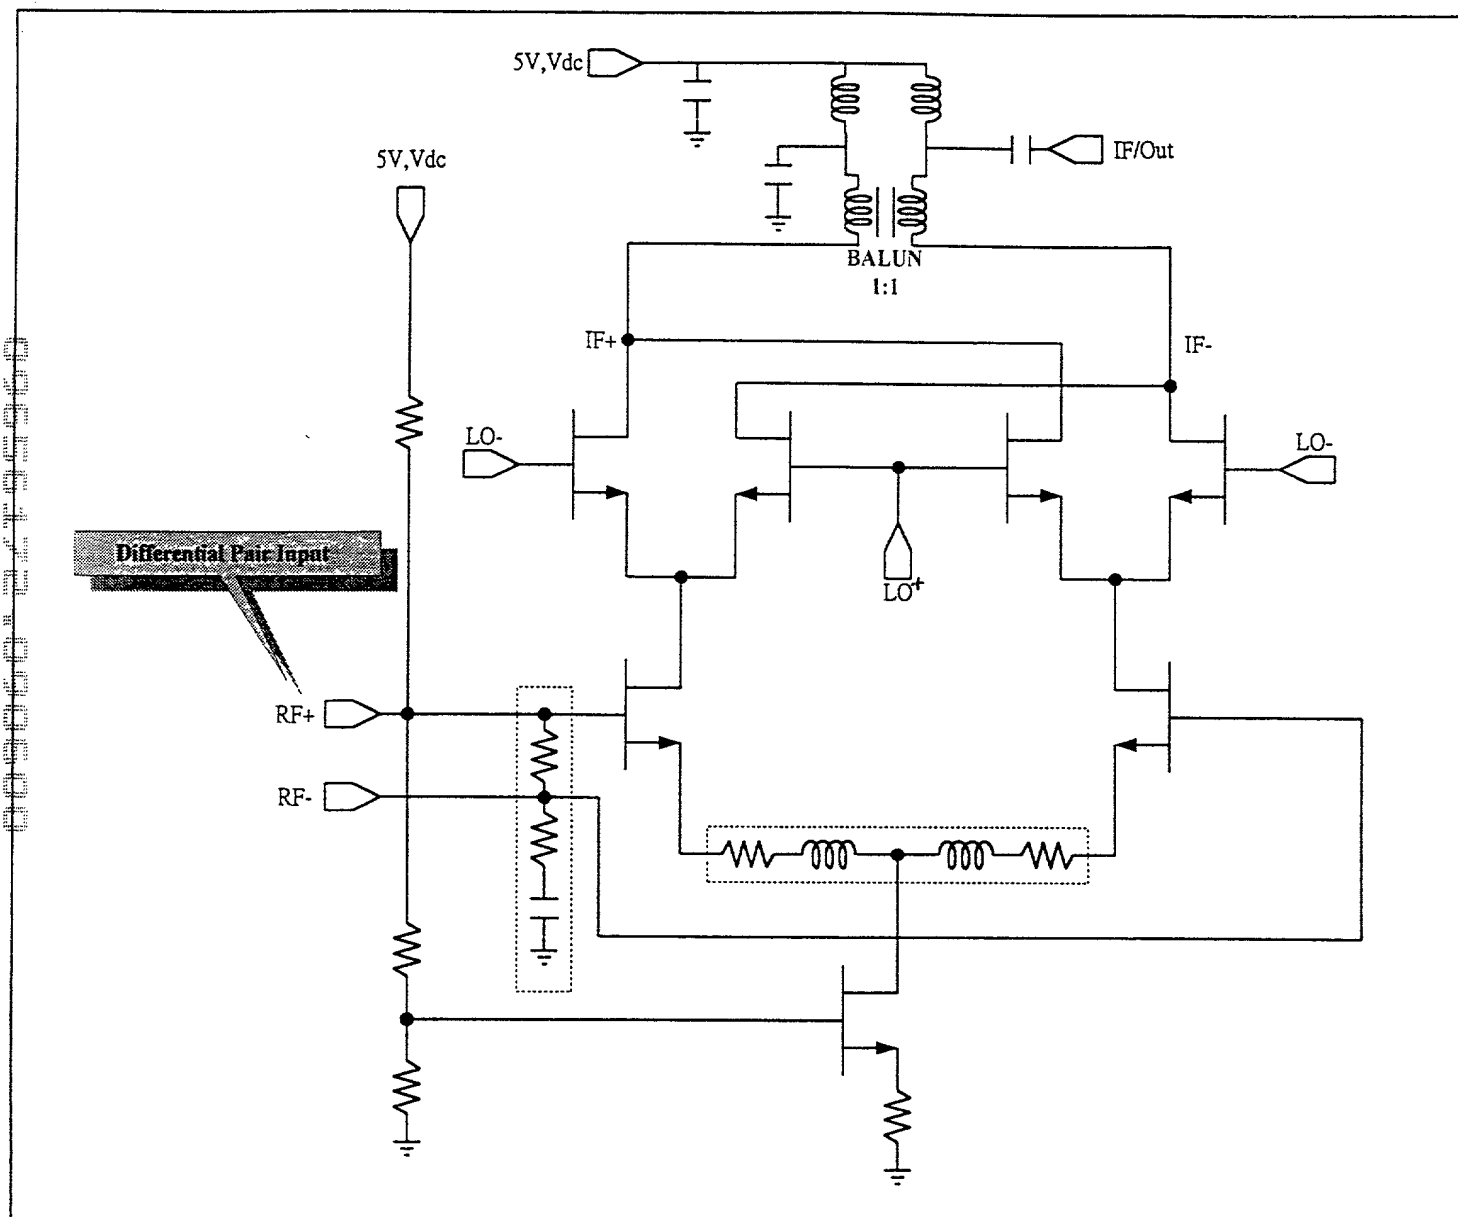 5V,Vdc
IF/Out
5V,Vdc
BALUN
1:1
IF+
IF-
LO-
LO-
Differential Pair Input
LO+
RF+
RF-